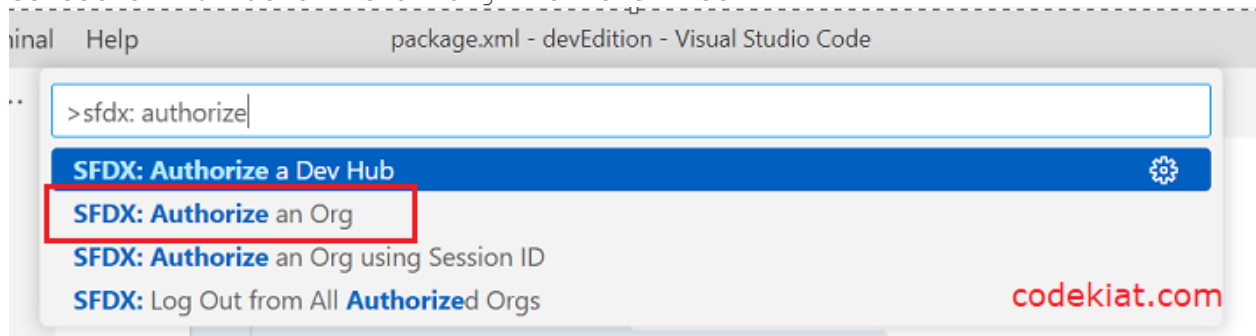 Help package.xml - devEdition - Visual Studio Code
>sfdx: authorize
SFDX: Authorize a Dev Hub
SFDX: Authorize an Org
SFDX: Authorize an Org using Session ID
SFDX: Log Out from All Authorized Orgs
codekiat.com